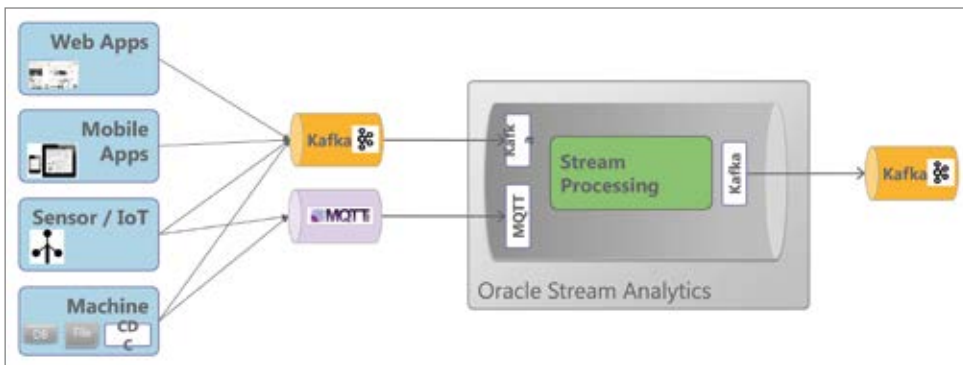 Web Apps
Mobile
Apps
Sensor / IoT
Machine
DB
File
CD
C
Kafka
MQTT
Kafk
a
MQTT
Stream
Processing
Kafka
Oracle Stream Analytics
Kafka